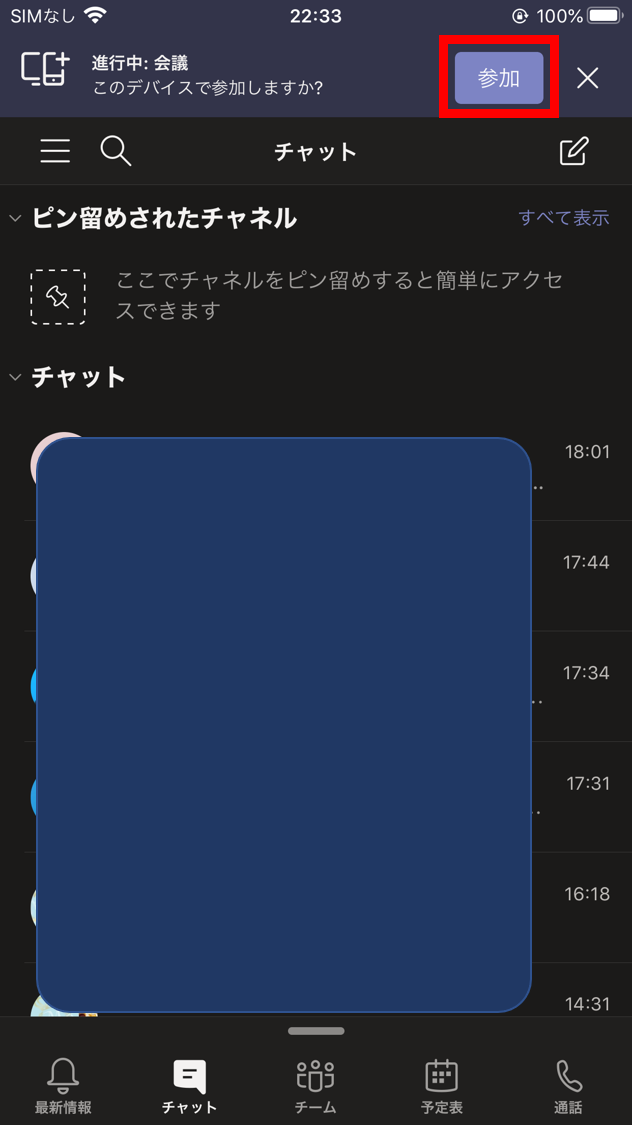 SIMなし 22:33 100%
進行中: 会議
このデバイスで参加しますか?
参加
チャット
ピン留めされたチャネル すべて表示
ここでチャネルをピン留めすると簡単にアクセ
スできます
チャット
18:01
..
17:44
17:34
..
17:31
..
16:18
14:31
最新情報 チャット チーム 予定表 通話